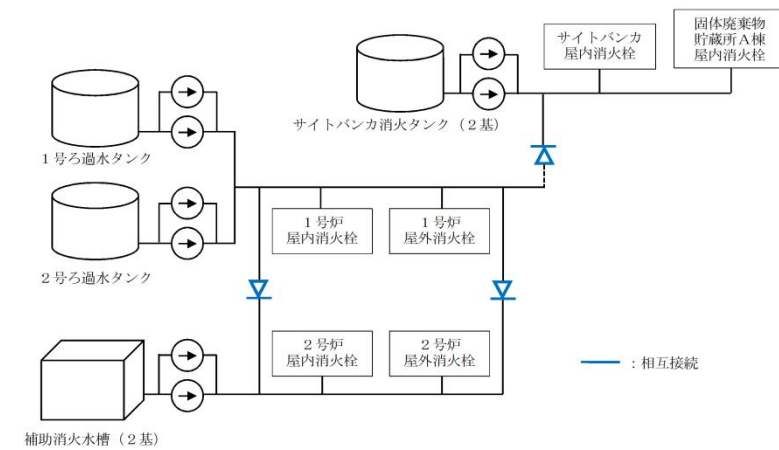 サイトバンカ
屋内消火栓
固体廃棄物
貯蔵所A棟
屋内消火栓
サイトバンカ消火タンク（２基）
１号ろ過水タンク
１号炉
屋内消火栓
１号炉
屋外消火栓
２号ろ過水タンク
２号炉
屋内消火栓
２号炉
屋外消火栓
：相互接続
補助消火水槽（２基）